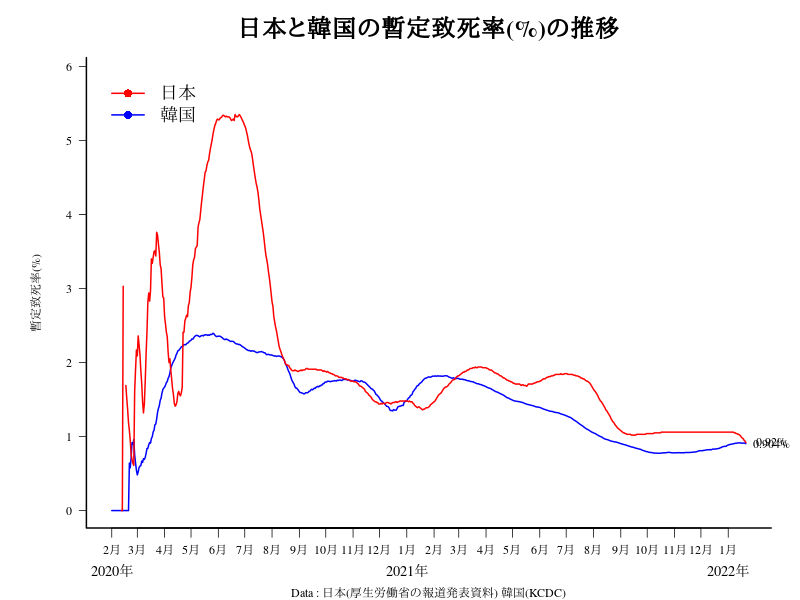 日本と韓国の暫定致死率(%)の推移
日本
韓国
暫定致死率(%)
6
5
4
3
2
1
0
0.92%
0.904%
2月 3月 4月 5月 6月 7月 8月 9月 10月 11月 12月 1月 2月 3月 4月 5月 6月 7月 8月 9月 10月 11月 12月 1月
2020年 2021年 2022年
Data : 日本(厚生労働省の報道発表資料) 韓国(KCDC)